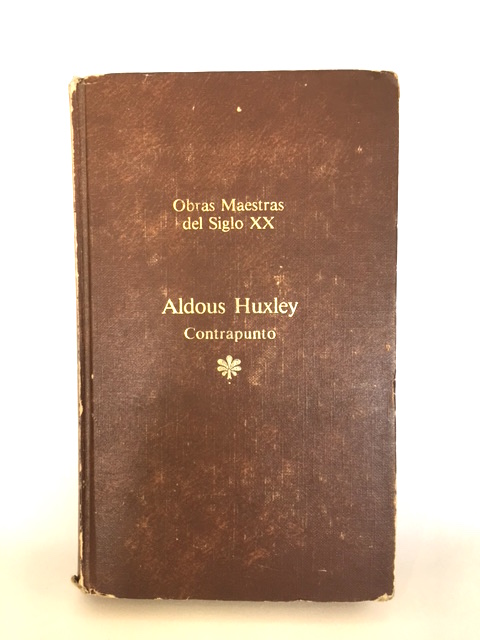 Obras Maestras
del Siglo XX
Aldous Huxley
Contrapunto